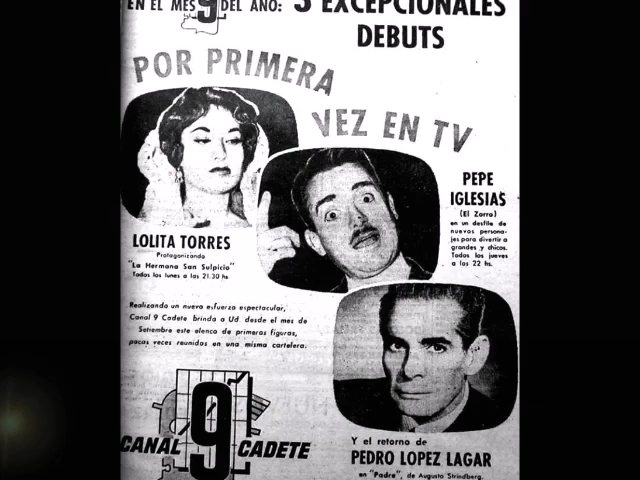 EN EL MES 9 DEL AÑO: 3 EXCEPCIONALES
DEBUTS
POR PRIMERA
VEZ EN TV
LOLITA TORRES
Protagonizando
"La Hermana San Sulpicio"
Todos los lunes a las 21.30 hs.
PEPE
IGLESIAS
(El Zorro)
en un desfile de
nuevos persona-
jes para divertir a
grandes y chicos.
Todos los jueves
a las 22 hs.
Realizando un nuevo esfuerzo espectacular,
Canal 9 Cadete brinda a Ud. desde el mes de
Setiembre este elenco de primeras figuras,
pocas veces reunidos en una misma cartelera.
CANAL 9 CADETE
Y el retorno de
PEDRO LOPEZ LAGAR
en "Padre", de Augusto Strindberg.